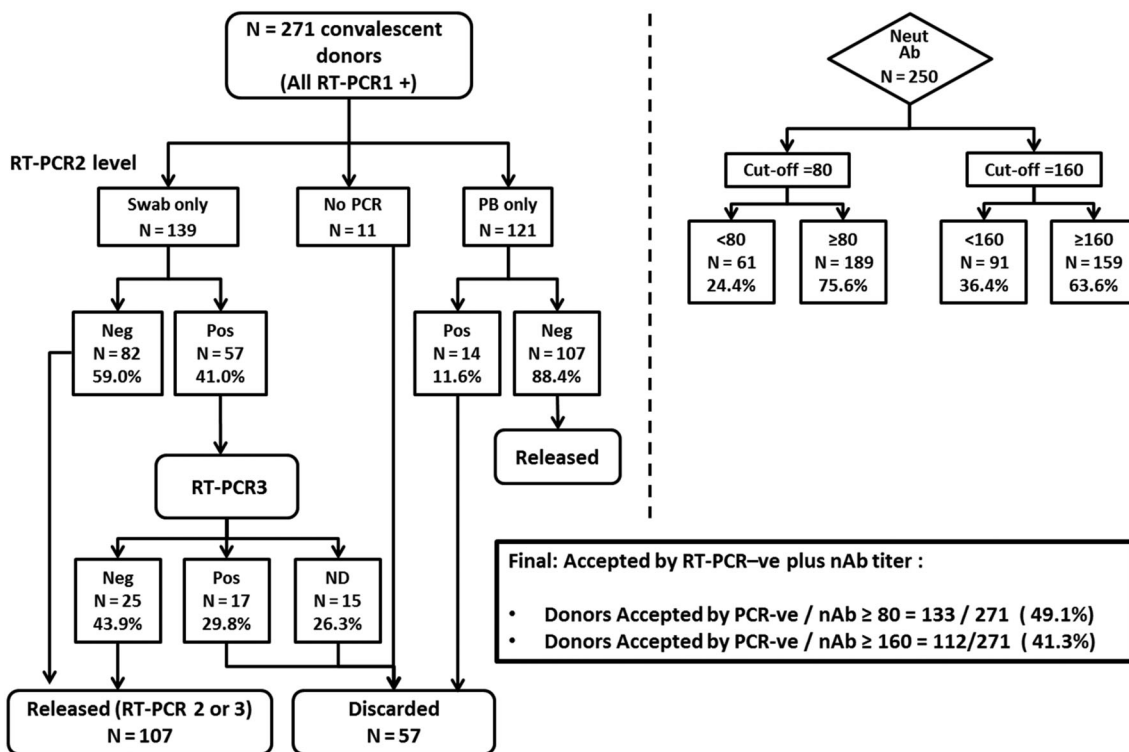 N = 271 convalescent
donors
(All RT-PCR1 +)
RT-PCR2 level
Swab only
N = 139
No PCR
N = 11
PB only
N = 121
Neg
N = 82
59.0%
Pos
N = 57
41.0%
Pos
N = 14
11.6%
Neg
N = 107
88.4%
Released
RT-PCR3
Neg
N = 25
43.9%
Pos
N = 17
29.8%
ND
N = 15
26.3%
Released (RT-PCR 2 or 3)
N = 107
Discarded
N = 57
Neut
Ab
N = 250
Cut-off =80
Cut-off =160
<80
N = 61
24.4%
≥80
N = 189
75.6%
<160
N = 91
36.4%
≥160
N = 159
63.6%
Final: Accepted by RT-PCR–ve plus nAb titer :
• Donors Accepted by PCR-ve / nAb ≥ 80 = 133 / 271 ( 49.1%)
• Donors Accepted by PCR-ve / nAb ≥ 160 = 112/271 ( 41.3%)